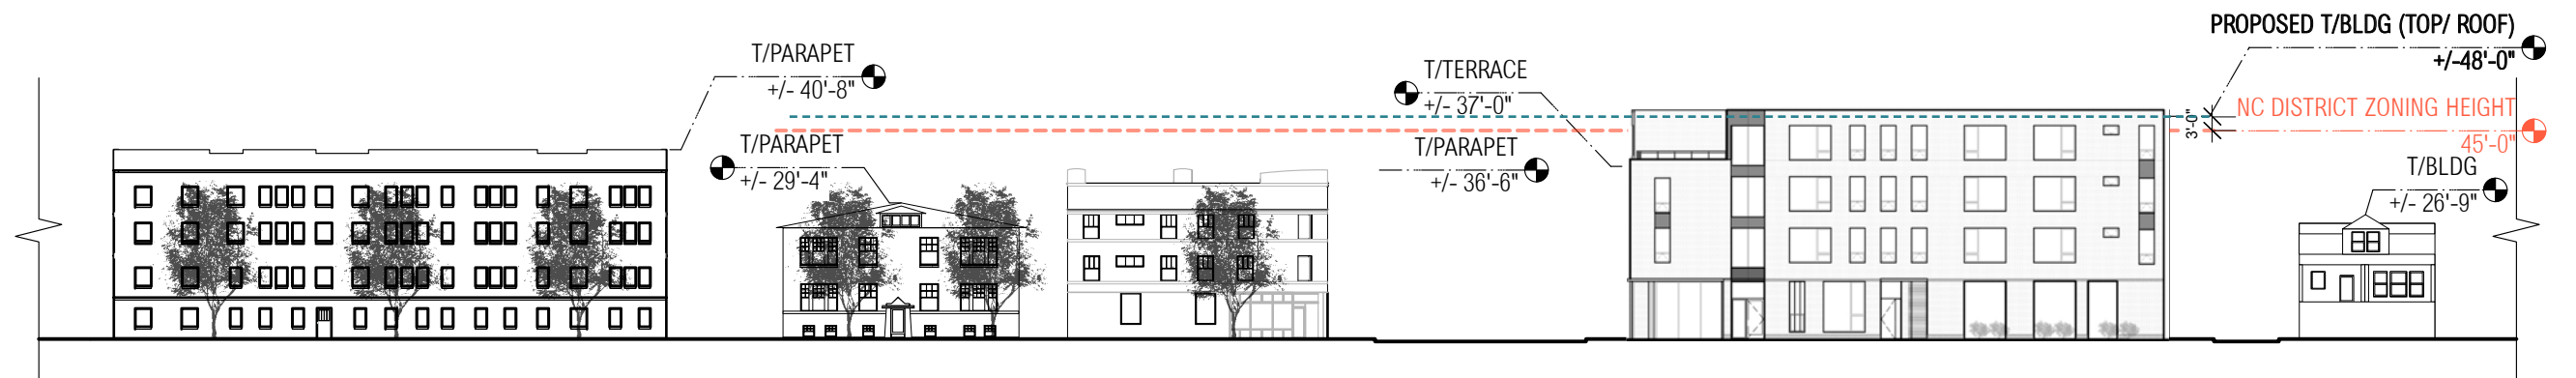 T/PARAPET
+/- 40'-8"
T/PARAPET
+/- 29'-4"
T/TERRACE
+/- 37'-0"
T/PARAPET
+/- 36'-6"
PROPOSED T/BLDG (TOP/ ROOF)
+/-48'-0"
3'-0"
NC DISTRICT ZONING HEIGHT
45'-0"
T/BLDG
+/- 26'-9"